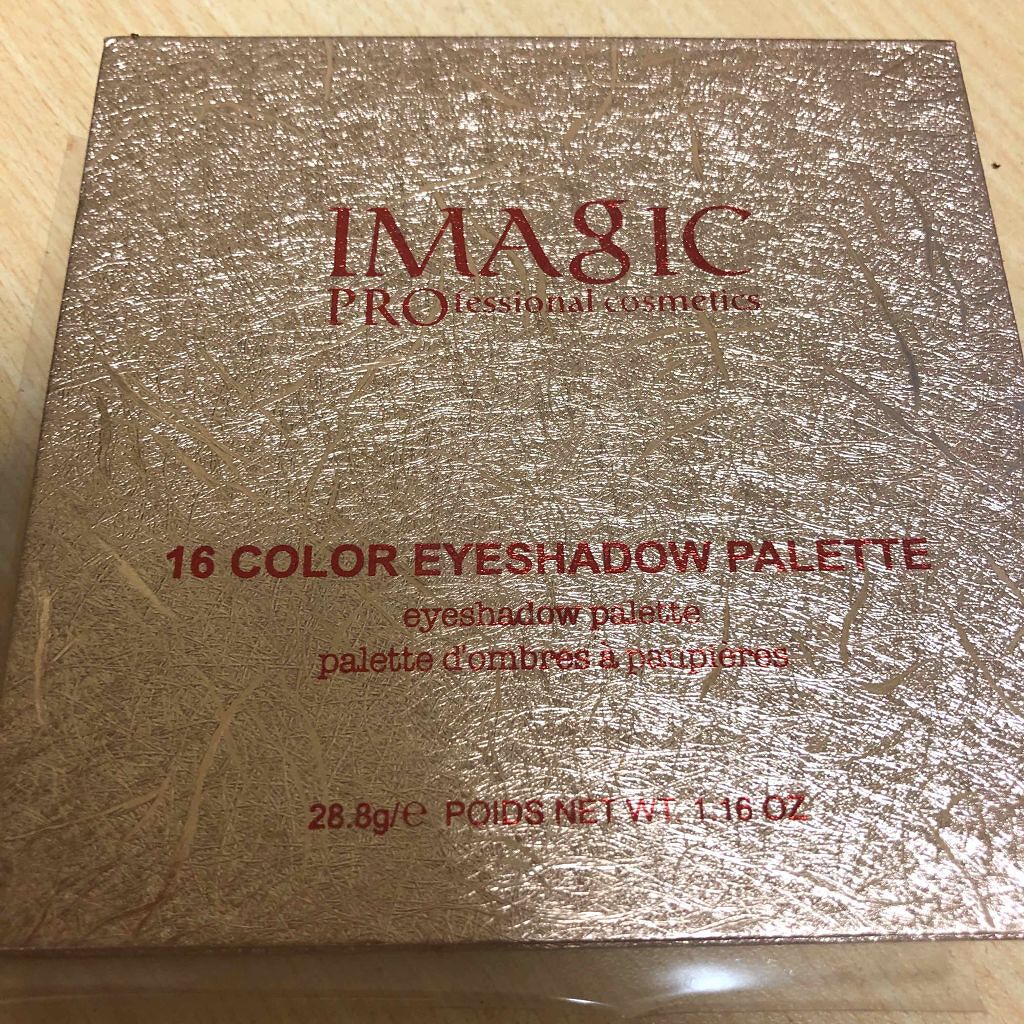 IMAGIC
PROfessional cosmetics
16 COLOR EYESHADOW PALETTE
eyeshadow palette
palette d'ombres à paupières
28.8g/℮ POIDS NET WT. 1.16 OZ